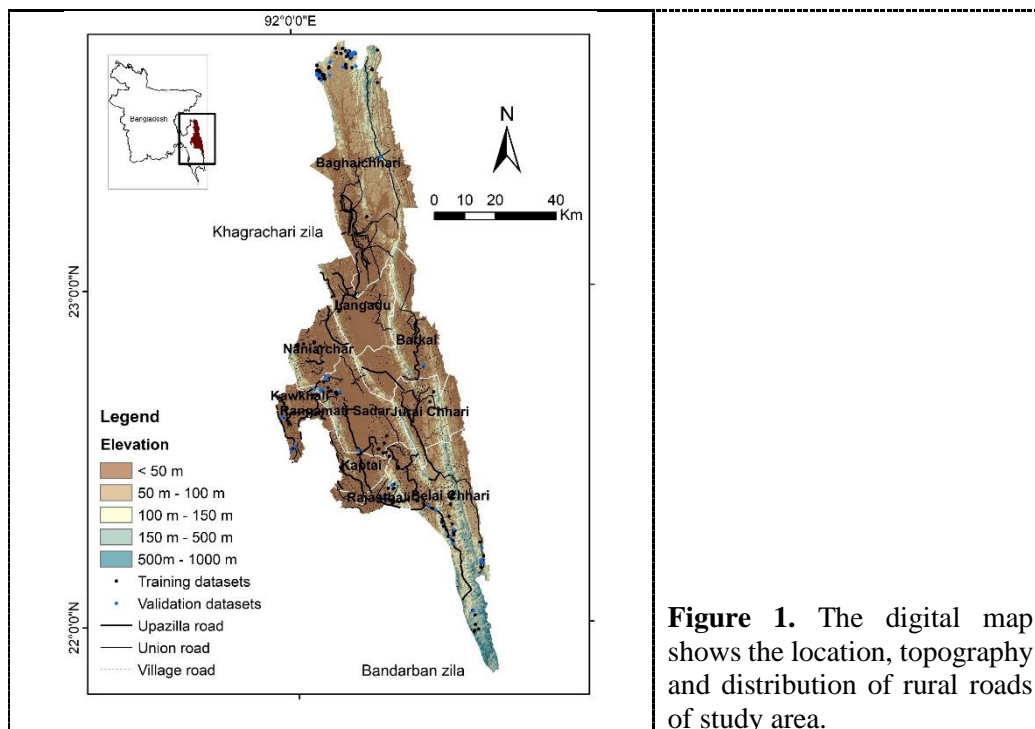 92°0'0"E
Bangladesh
N
Baghaichhari
0 10 20 40
Km
Khagrachari zila
23°0'0"N
Langadu
Barkal
Naniarchar
Kawkhali
Rangamati Sadar
Jurai Chhari
Legend
Elevation
Kaptai
< 50 m
Rajasthali
Belai Chhari
50 m - 100 m
100 m - 150 m
150 m - 500 m
500m - 1000 m
Training datasets
Validation datasets
Upazilla road
Union road
Village road
22°0'0"N
Bandarban zila
Figure 1. The digital map
shows the location, topography
and distribution of rural roads
of study area.